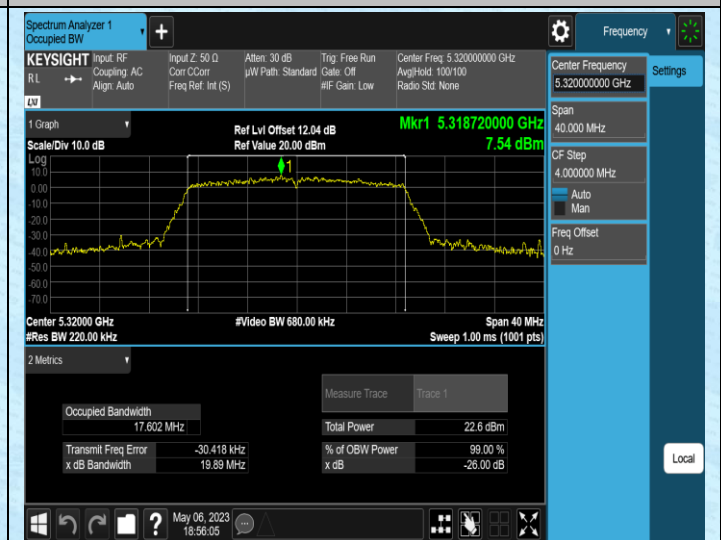 Spectrum Analyzer 1
Occupied BW
Frequency
KEYSIGHT
R L
LXI
Input: RF
Coupling: AC
Align: Auto
Input Z: 50 Ω
Corr CCorr
Freq Ref: Int (S)
Atten: 30 dB
µW Path: Standard
Trig: Free Run
Gate: Off
#IF Gain: Low
Center Freq: 5.320000000 GHz
Avg|Hold: 100/100
Radio Std: None
Center Frequency
5.320000000 GHz
Settings
Span
40.000 MHz
CF Step
4.000000 MHz
Auto
Man
Freq Offset
0 Hz
1 Graph
Scale/Div 10.0 dB
Ref Lvl Offset 12.04 dB
Ref Value 20.00 dBm
Mkr1 5.318720000 GHz
7.54 dBm
Log
10.0
0.00
-10.0
-20.0
-30.0
-40.0
-50.0
-60.0
-70.0
1
Center 5.32000 GHz
#Res BW 220.00 kHz
#Video BW 680.00 kHz
Span 40 MHz
Sweep 1.00 ms (1001 pts)
2 Metrics
Measure Trace
Trace 1
Occupied Bandwidth
17.602 MHz
Total Power
22.6 dBm
Transmit Freq Error
-30.418 kHz
% of OBW Power
99.00 %
x dB Bandwidth
19.89 MHz
x dB
-26.00 dB
Local
?
May 06, 2023
18:56:05